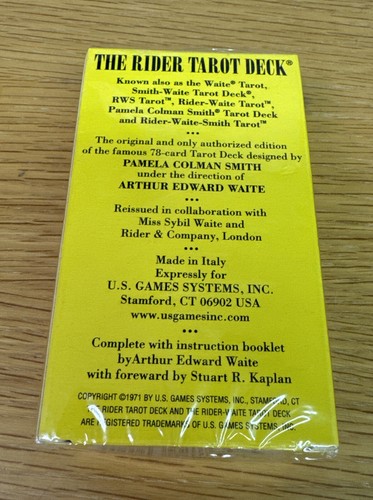 THE RIDER TAROT DECK®
Known also as the Waite® Tarot,
Smith-Waite Tarot Deck®,
RWS Tarot™, Rider-Waite Tarot™,
Pamela Colman Smith® Tarot Deck
and Rider-Waite-Smith Tarot™
•••
The original and only authorized edition
of the famous 78-card Tarot Deck designed by
PAMELA COLMAN SMITH
under the direction of
ARTHUR EDWARD WAITE
•••
Reissued in collaboration with
Miss Sybil Waite and
Rider & Company, London
•••
Made in Italy
Expressly for
U.S. GAMES SYSTEMS, INC.
Stamford, CT 06902 USA
www.usgamesinc.com
•••
Complete with instruction booklet
byArthur Edward Waite
with foreword by Stuart R. Kaplan
COPYRIGHT ©1971 BY U.S. GAMES SYSTEMS, INC., STAMFORD, CT
RIDER TAROT DECK AND THE RIDER-WAITE TAROT DECK
ARE REGISTERED TRADEMARKS OF U.S. GAMES SYSTEMS, INC.